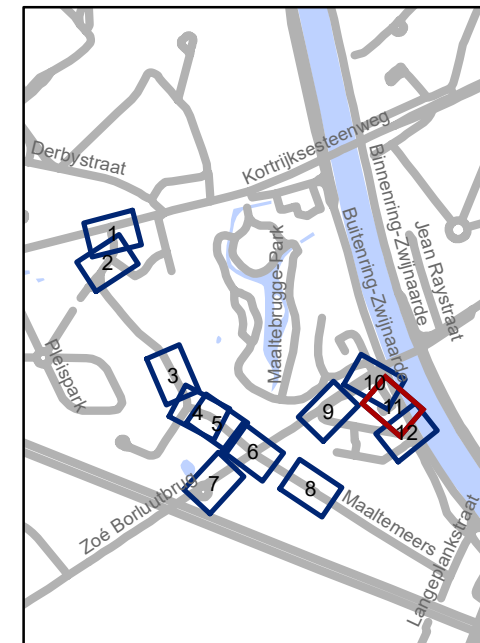 Kortrijksesteenweg
Derbystraat
Binnenring-Zwijnaarde
Buitenring-Zwijnaarde
Jean Raystraat
Maaltebrugge-Park
1
2
Pleispark
3
4
5
6
7
8
9
10
11
12
Zoé Borluutbrug
Maaltemeers
Langeplankstraat